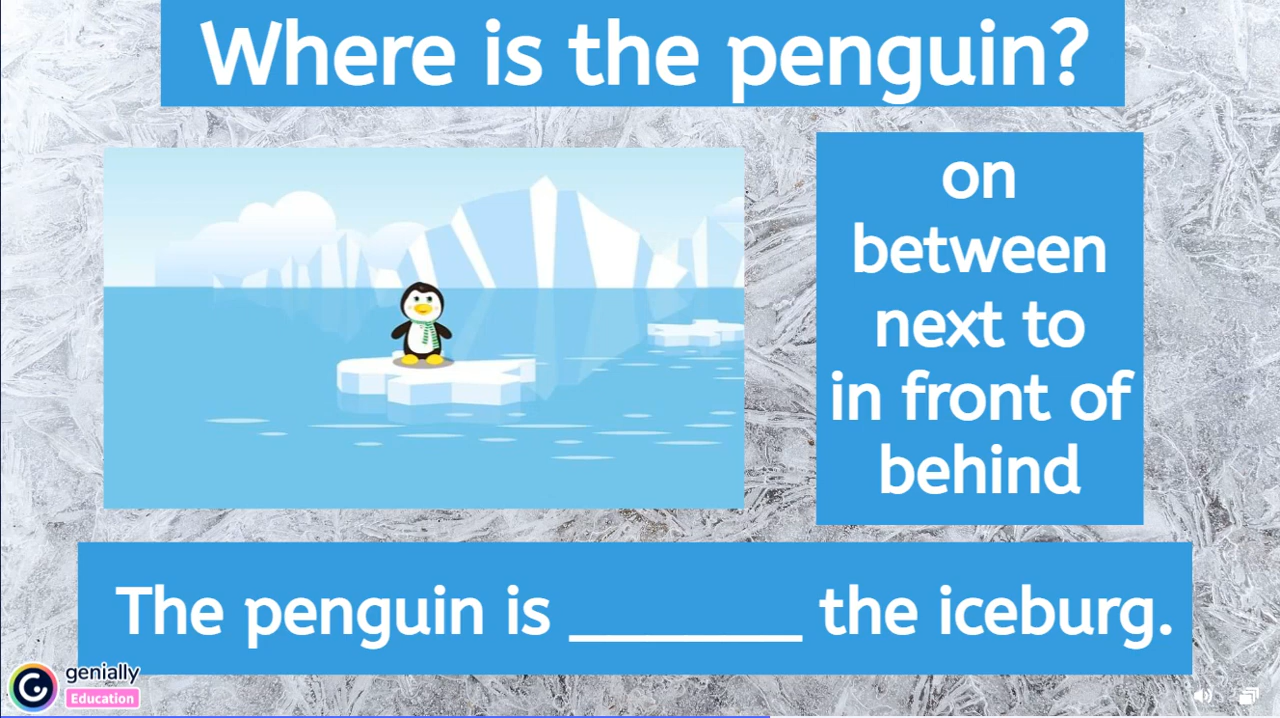 Where is the penguin?
on
between
next to
in front of
behind
The penguin is ________ the iceburg.
genially
Education